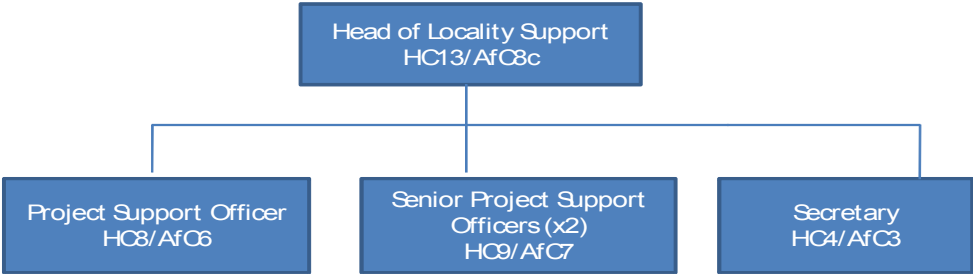 Head of Locality Support
HC13/AfC8c
Project Support Officer
HC8/AfC6
Senior Project Support
Officers (x2)
HC9/AfC7
Secretary
HC4/AfC3